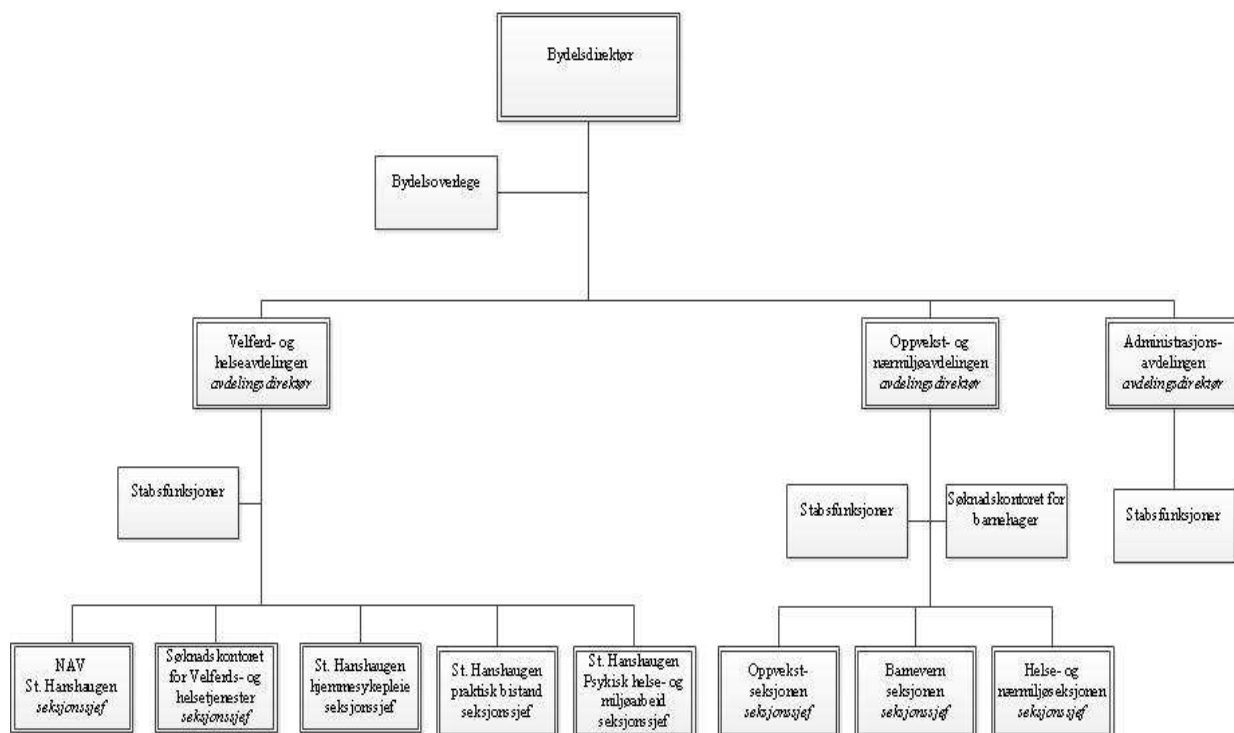 Bydelsdirektør
Bydelsoverlege
Velferd- og
helseavdelingen
avdelingsdirektør
Oppvekst- og
nærmiljøavdelingen
avdelingsdirektør
Administrasjons-
avdelingen
avdelingsdirektør
Stabsfunksjoner
Stabsfunksjoner
Søknadskontoret for
barnehager
Stabsfunksjoner
NAV
St. Hanshaugen
seksjonssjef
Søknadskontoret
for Velferds- og
helsetjenester
seksjonssjef
St. Hanshaugen
hjemmesykepleie
seksjonssjef
St. Hanshaugen
praktisk bistand
seksjonssjef
St. Hanshaugen
Psykisk helse- og
miljøarbeid
seksjonssjef
Oppvekst-
seksjonen
seksjonssjef
Barnevern
seksjonen
seksjonssjef
Helse- og
nærmiljøseksjonen
seksjonssjef